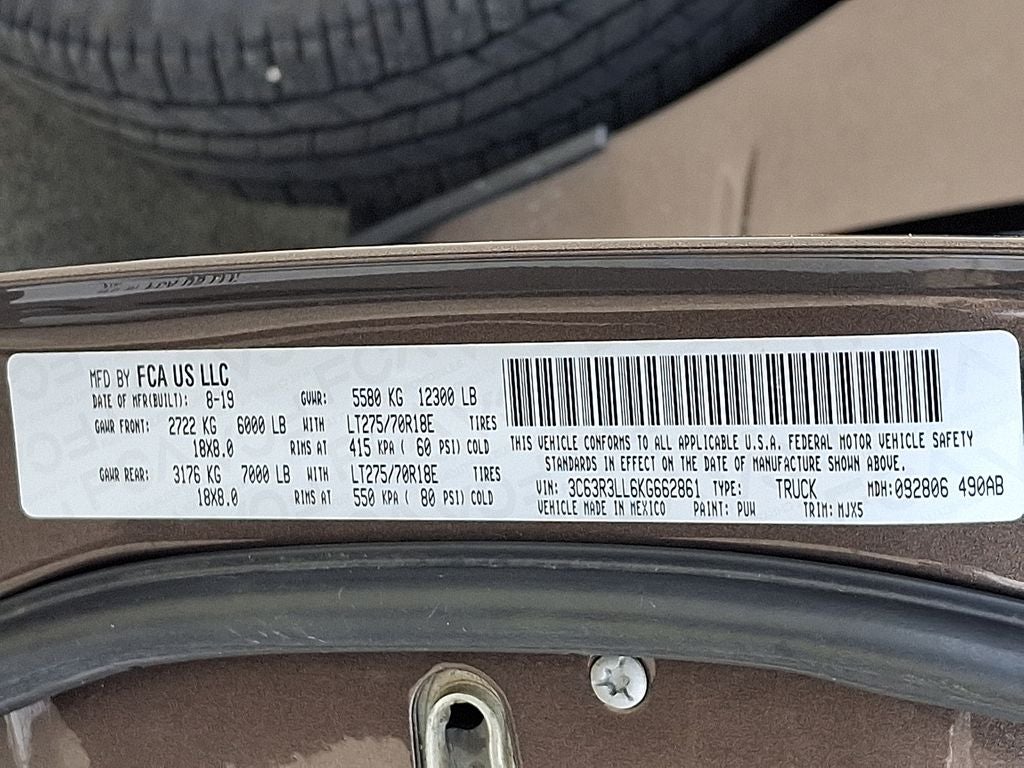 MFD BY FCA US LLC
DATE OF MFR(BUILT): 8-19 GVWR: 5580 KG 12300 LB
GAWR FRONT: 2722 KG 6000 LB WITH LT275/70R18E TIRES
18X8.0 RIMS AT 415 KPA ( 60 PSI) COLD
GAWR REAR: 3176 KG 7000 LB WITH LT275/70R18E TIRES
18X8.0 RIMS AT 550 KPA ( 80 PSI) COLD
THIS VEHICLE CONFORMS TO ALL APPLICABLE U.S.A. FEDERAL MOTOR VEHICLE SAFETY
STANDARDS IN EFFECT ON THE DATE OF MANUFACTURE SHOWN ABOVE.
VIN: 3C63R3LL6KG662861 TYPE: TRUCK MDH: 092806 490AB
VEHICLE MADE IN MEXICO PAINT: PUW TRIM: MJX5